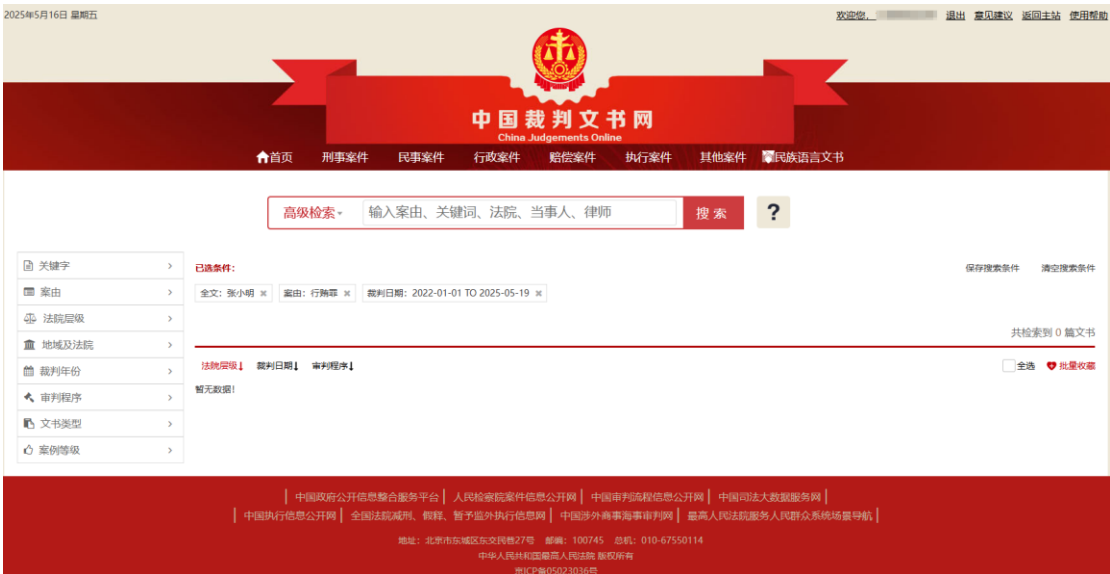 2025年5月16日 星期五
欢迎您， 退出 意见建议 返回主站 使用帮助
中国裁判文书网
China Judgements Online
首页 刑事案件 民事案件 行政案件 赔偿案件 执行案件 其他案件 民族语言文书
高级检索 输入案由、关键词、法院、当事人、律师 搜索 ?
关键字
案由
法院层级
地域及法院
裁判年份
审判程序
文书类型
案例等级
已选条件：
保存搜索条件 清空搜索条件
全文：张小明 × 案由：行贿罪 × 裁判日期：2022-01-01 TO 2025-05-19 ×
共检索到 0 篇文书
法院层级↓ 裁判日期↓ 审判程序↓
全选 批量收藏
暂无数据!
| 中国政府公开信息整合服务平台 | 人民检察院案件信息公开网 | 中国审判流程信息公开网 | 中国司法大数据服务网 |
| 中国执行信息公开网 | 全国法院减刑、假释、暂予监外执行信息网 | 中国涉外商事海事审判网 | 最高人民法院服务人民群众系统场景导航 |
地址：北京市东城区东交民巷27号 邮编：100745 总机：010-67550114
中华人民共和国最高人民法院 版权所有
京ICP备05023036号